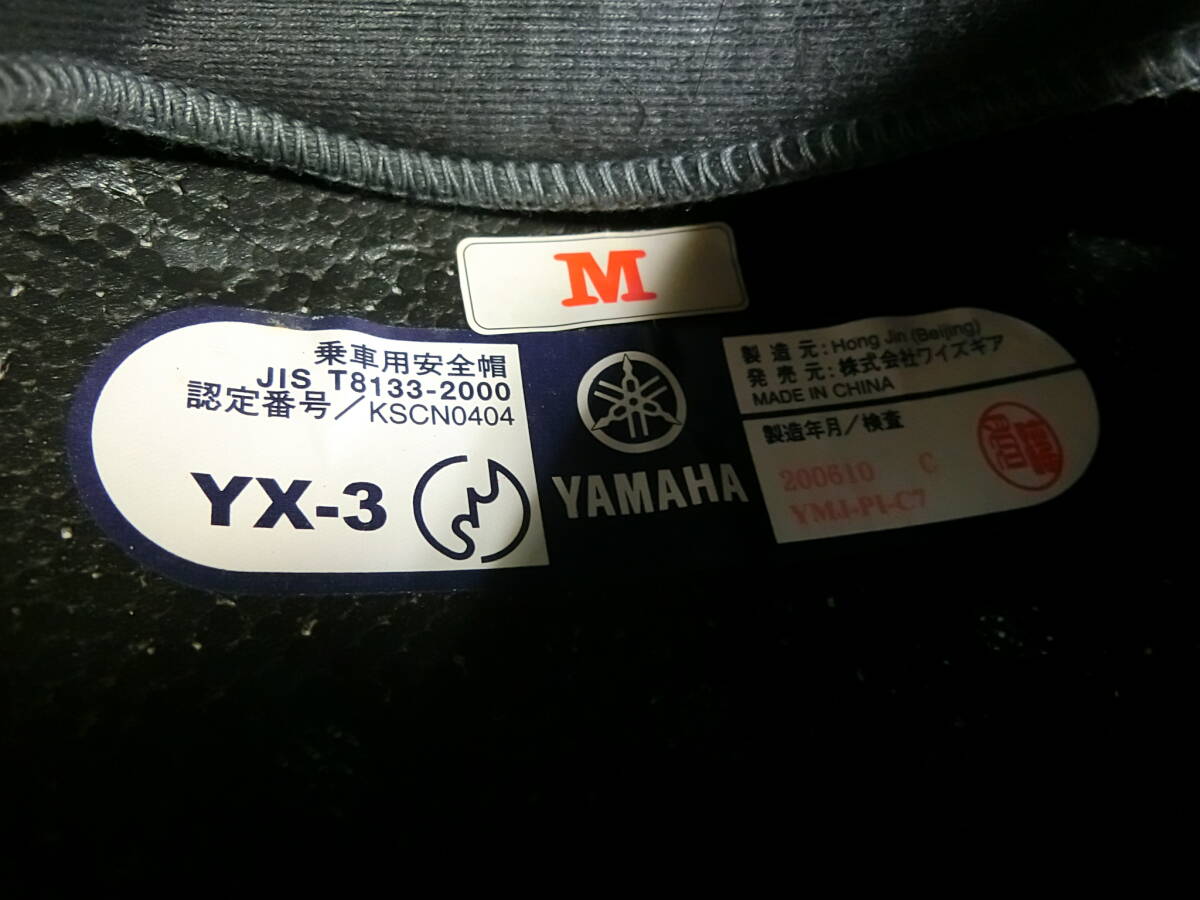 M
乗車用安全帽
JIS T8133-2000
認定番号/KSCN0404
YX-3
YAMAHA
製造元:Hong Jin (Beijing)
発売元:株式会社ワイズギア
MADE IN CHINA
製造年月/検査
200610 C
YMJ-P1-C7